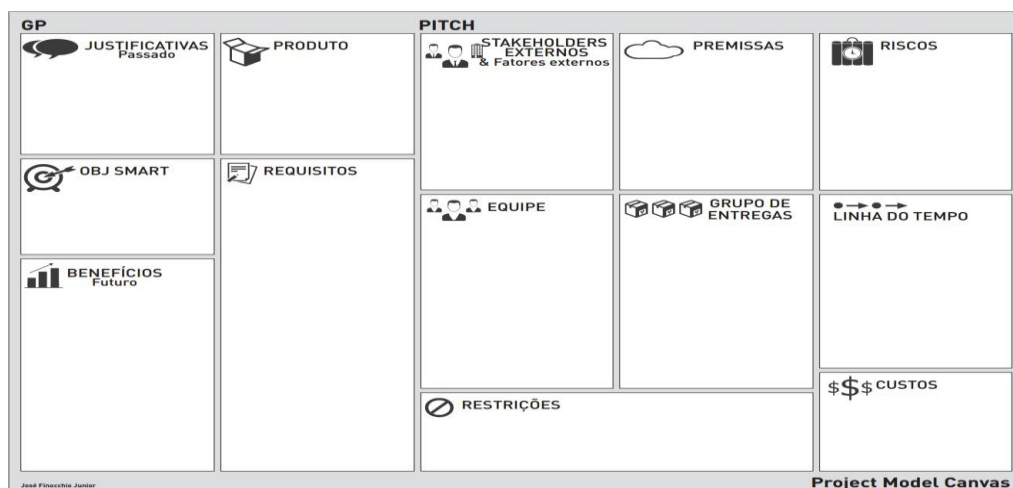 GP
PITCH
JUSTIFICATIVAS
Passado
PRODUTO
STAKEHOLDERS
EXTERNOS
& Fatores externos
PREMISSAS
RISCOS
OBJ SMART
REQUISITOS
EQUIPE
GRUPO DE
ENTREGAS
LINHA DO TEMPO
BENEFÍCIOS
Futuro
RESTRIÇÕES
$$$ CUSTOS
José Finocchio Junior
Project Model Canvas